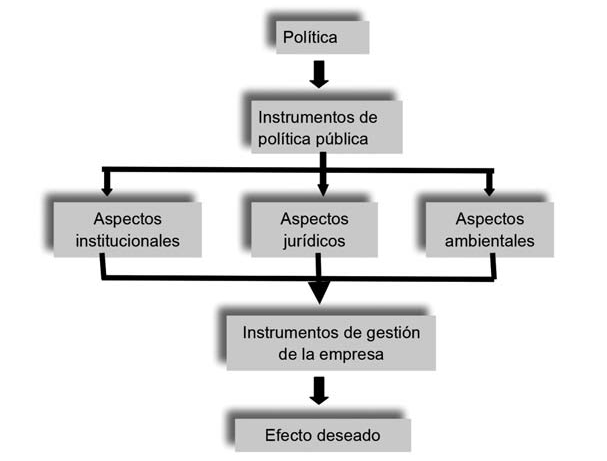 Política
Instrumentos de
política pública
Aspectos
institucionales
Aspectos
jurídicos
Aspectos
ambientales
Instrumentos de gestión
de la empresa
Efecto deseado